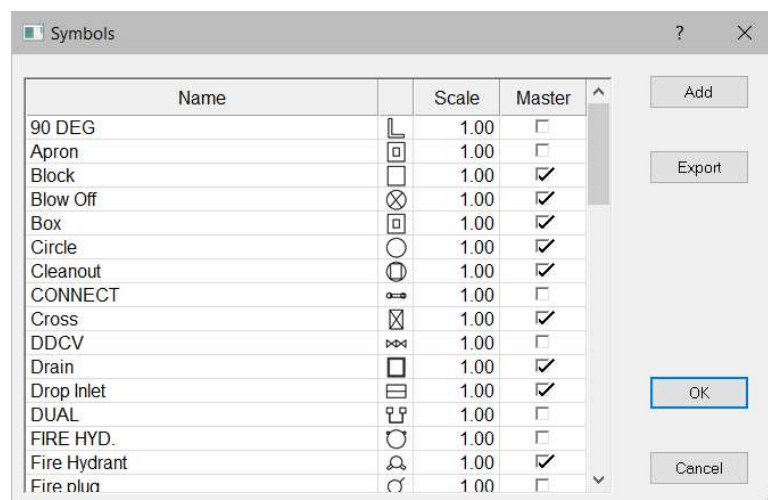 Symbols ?
Name Scale Master
Add
90 DEG 1.00
Apron 1.00
Block 1.00
Export
Blow Off 1.00
Box 1.00
Circle 1.00
Cleanout 1.00
CONNECT 1.00
Cross 1.00
DDCV 1.00
Drain 1.00
Drop Inlet 1.00
OK
DUAL 1.00
FIRE HYD. 1.00
Fire Hydrant 1.00
Cancel
Fire plug 1.00